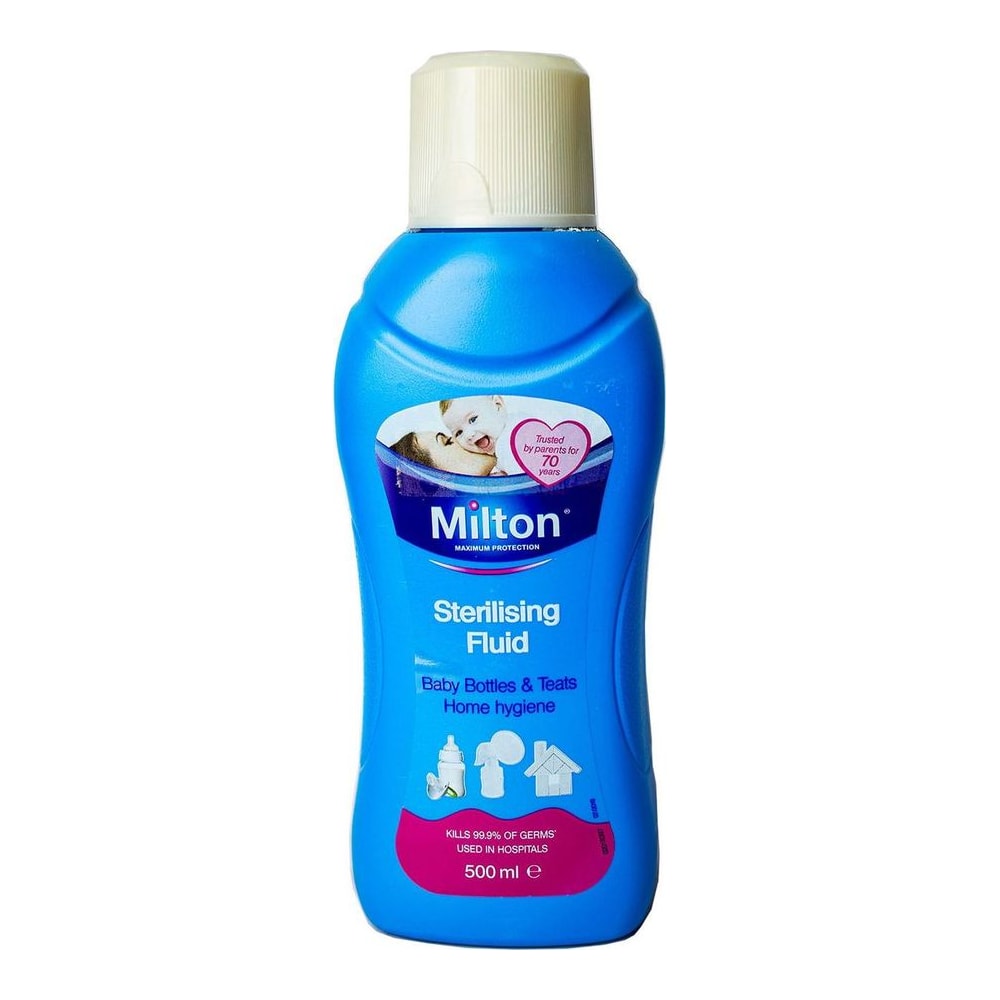 Trusted
by parents for
70
years
Milton®
MAXIMUM PROTECTION
Sterilising
Fluid
Baby Bottles & Teats
Home hygiene
KILLS 99.9% OF GERMS*
USED IN HOSPITALS
500 ml ℮